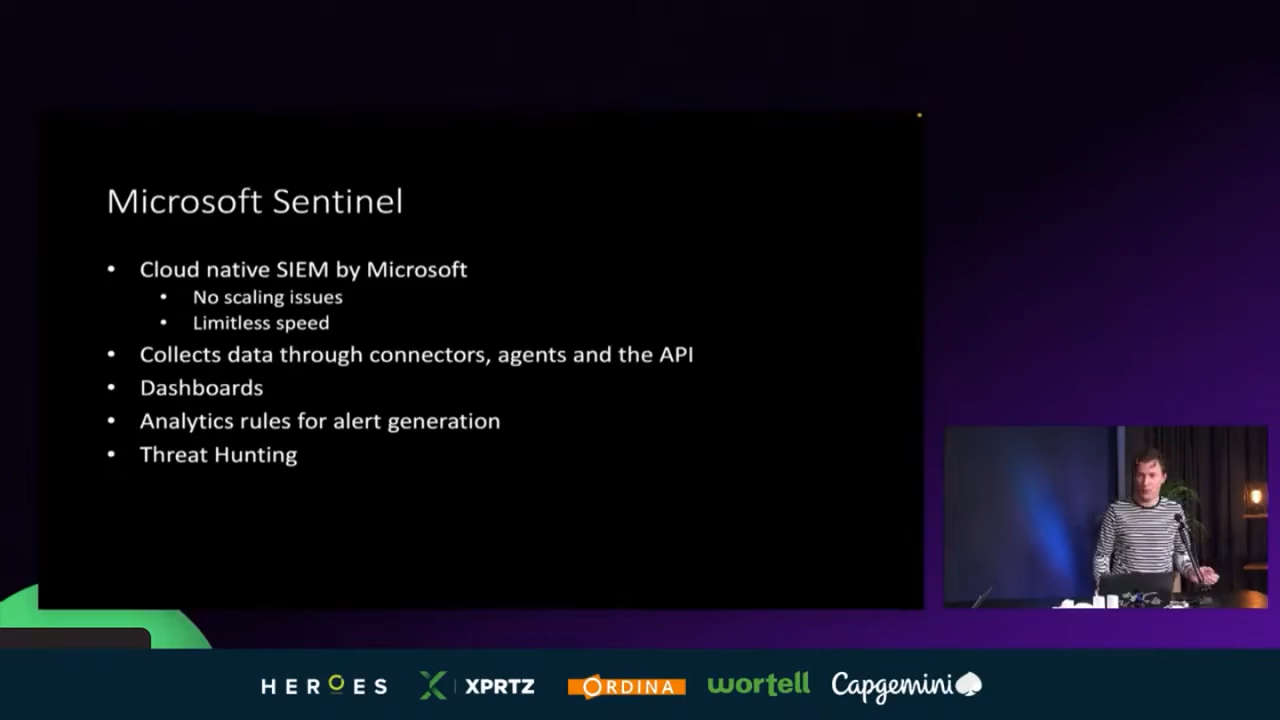 Microsoft Sentinel
• Cloud native SIEM by Microsoft
• No scaling issues
• Limitless speed
• Collects data through connectors, agents and the API
• Dashboards
• Analytics rules for alert generation
• Threat Hunting
HEROES XPRTZ ORDINA wortell Capgemini